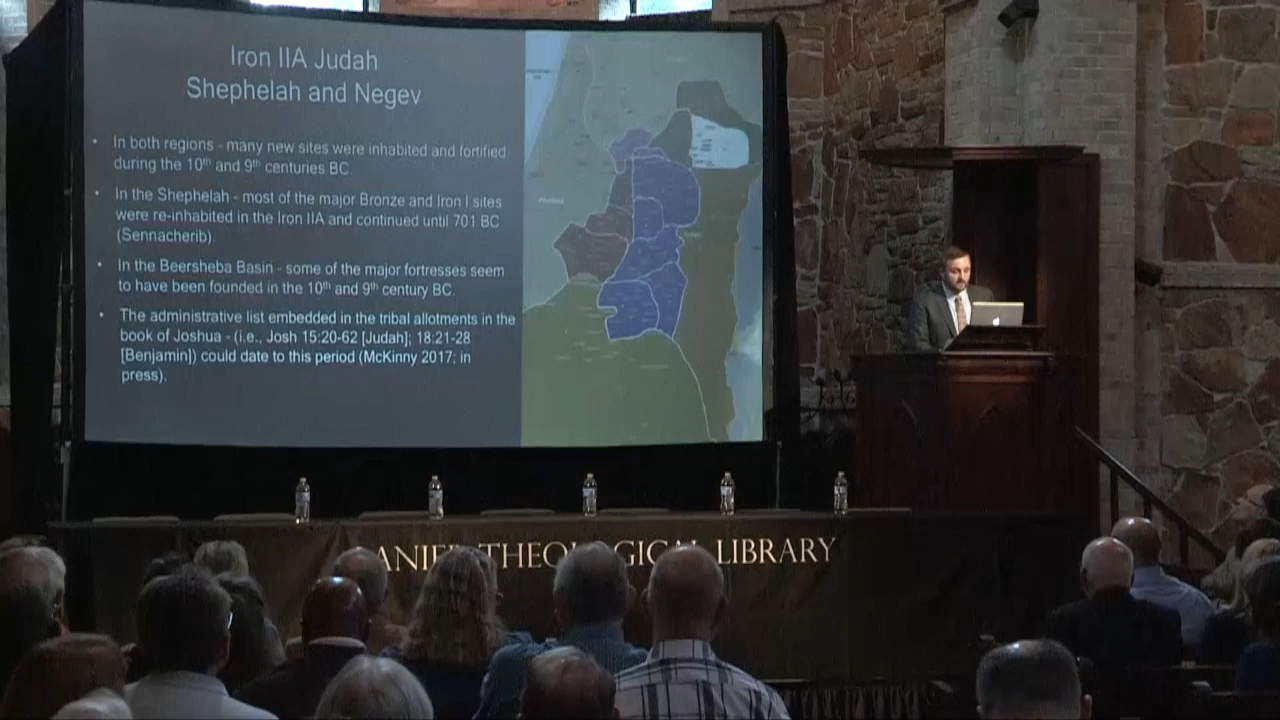 Iron IIA Judah
Shephelah and Negev
• In both regions - many new sites were inhabited and fortified
during the 10th and 9th centuries BC.
• In the Shephelah - most of the major Bronze and Iron I sites
were re-inhabited in the Iron IIA and continued until 701 BC
(Sennacherib).
• In the Beersheba Basin - some of the major fortresses seem
to have been founded in the 10th and 9th century BC.
• The administrative list embedded in the tribal allotments in the
book of Joshua - (i.e., Josh 15:20-62 [Judah]; 18:21-28
[Benjamin]) could date to this period (McKinny 2017; in
press).
ANIER THEOLOGICAL LIBRARY